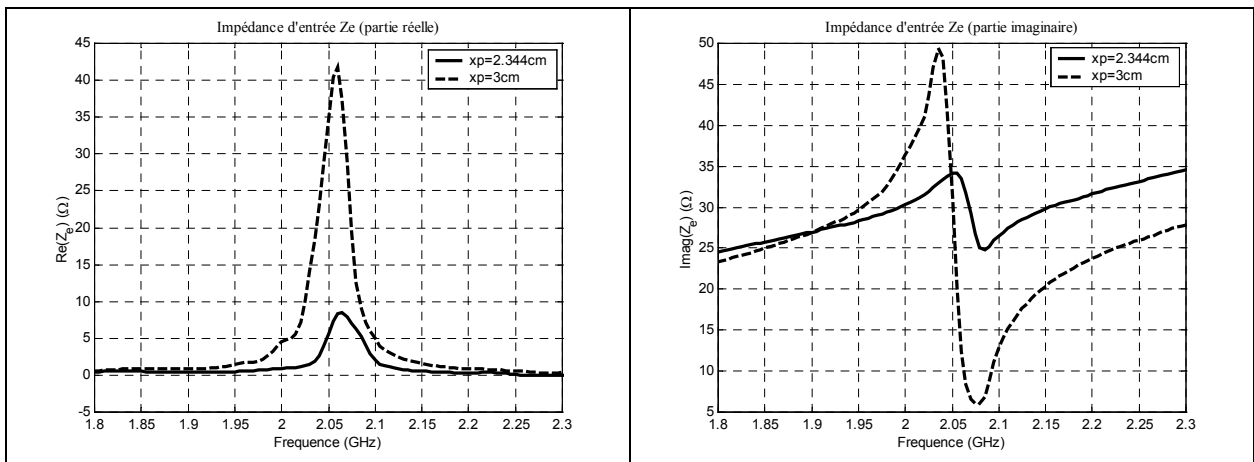 Impédance d'entrée Ze (partie réelle)
45
40
35
30
25
20
15
10
5
0
-5
Re(Z_e) (Ω)
xp=2.344cm
xp=3cm
1.8 1.85 1.9 1.95 2 2.05 2.1 2.15 2.2 2.25 2.3
Frequence (GHz)
Impédance d'entrée Ze (partie imaginaire)
50
45
40
35
30
25
20
15
10
5
Imag(Z_e) (Ω)
xp=2.344cm
xp=3cm
1.8 1.85 1.9 1.95 2 2.05 2.1 2.15 2.2 2.25 2.3
Frequence (GHz)